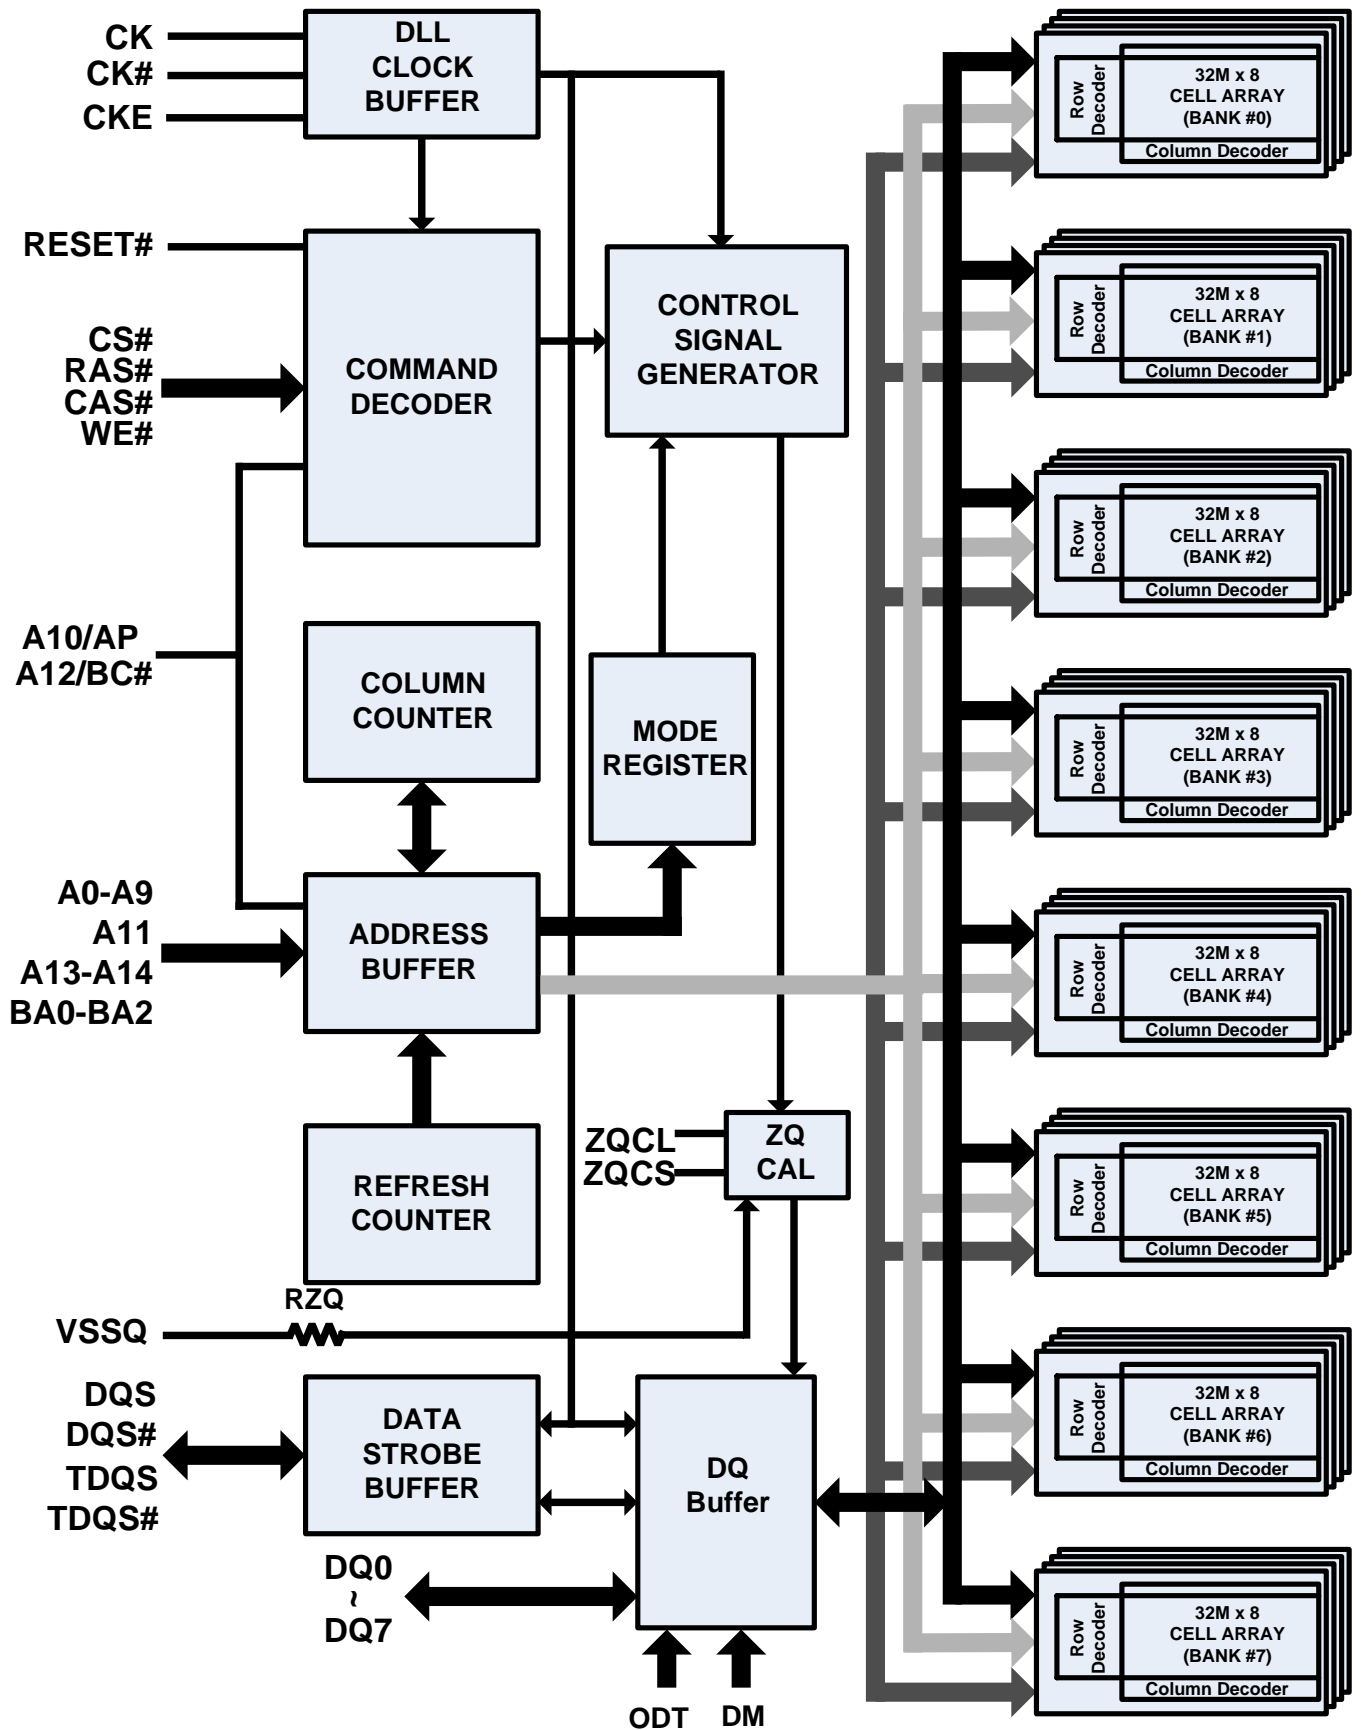 CK
CK#
CKE
DLL
CLOCK
BUFFER
RESET#
CS#
RAS#
CAS#
WE#
COMMAND
DECODER
CONTROL
SIGNAL
GENERATOR
A10/AP
A12/BC#
COLUMN
COUNTER
MODE
REGISTER
A0-A9
A11
A13-A14
BA0-BA2
ADDRESS
BUFFER
REFRESH
COUNTER
ZQCL
ZQCS
ZQ
CAL
RZQ
VSSQ
DQS
DQS#
TDQS
TDQS#
DATA
STROBE
BUFFER
DQ
Buffer
DQ0
~
DQ7
ODT
DM
Row
Decoder
32M x 8
CELL ARRAY
(BANK #0)
Column Decoder
Row
Decoder
32M x 8
CELL ARRAY
(BANK #1)
Column Decoder
Row
Decoder
32M x 8
CELL ARRAY
(BANK #2)
Column Decoder
Row
Decoder
32M x 8
CELL ARRAY
(BANK #3)
Column Decoder
Row
Decoder
32M x 8
CELL ARRAY
(BANK #4)
Column Decoder
Row
Decoder
32M x 8
CELL ARRAY
(BANK #5)
Column Decoder
Row
Decoder
32M x 8
CELL ARRAY
(BANK #6)
Column Decoder
Row
Decoder
32M x 8
CELL ARRAY
(BANK #7)
Column Decoder